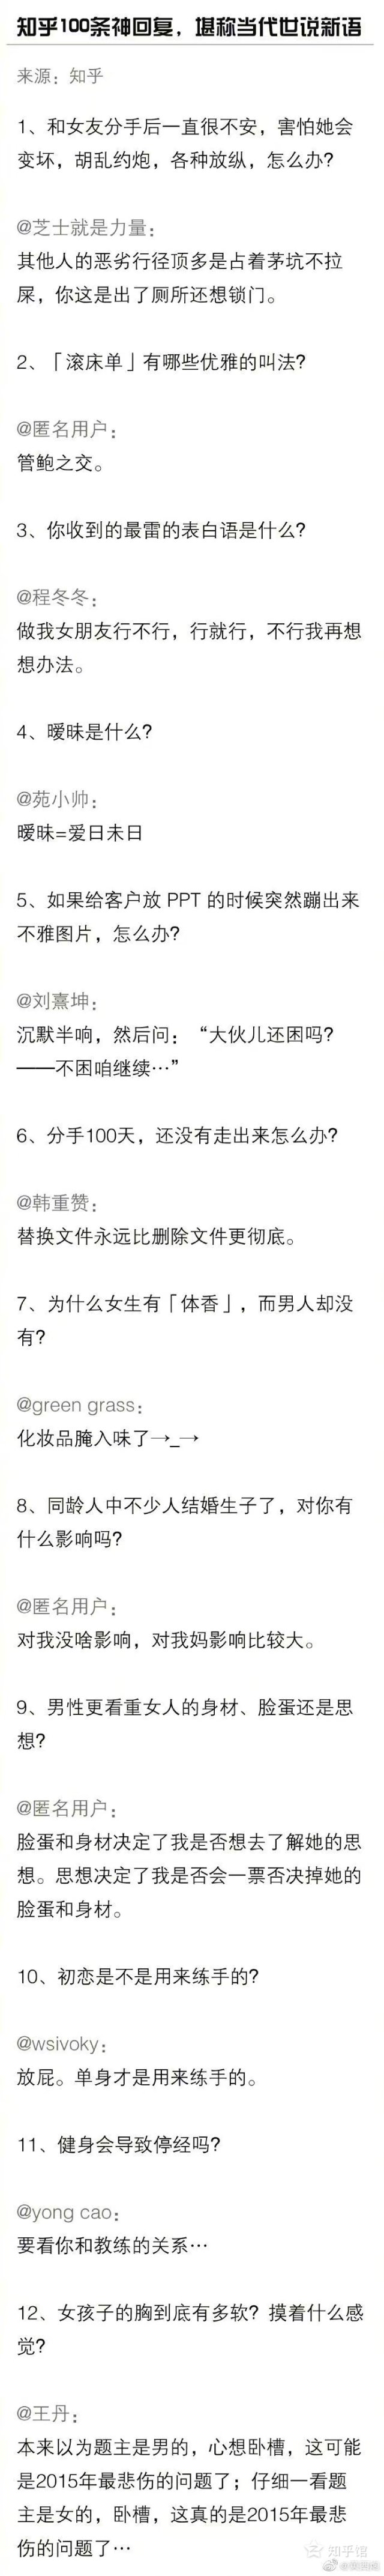 知乎100条神回复，堪称当代世说新语
来源：知乎
1、和女友分手后一直很不安，害怕她会
变坏，胡乱约炮，各种放纵，怎么办？
@芝士就是力量：
其他人的恶劣行径顶多是占着茅坑不拉
屎，你这是出了厕所还想锁门。
2、「滚床单」有哪些优雅的叫法？
@匿名用户：
管鲍之交。
3、你收到的最雷的表白语是什么？
@程冬冬：
做我女朋友行不行，行就行，不行我再想
想办法。
4、暧昧是什么？
@苑小帅：
暧昧=爱日未日
5、如果给客户放 PPT 的时候突然蹦出来
不雅图片，怎么办？
@刘熹坤：
沉默半响，然后问：“大伙儿还困吗？
——不困咱继续…”
6、分手100天，还没有走出来怎么办？
@韩重赞：
替换文件永远比删除文件更彻底。
7、为什么女生有「体香」，而男人却没
有？
@green grass：
化妆品腌入味了→_→
8、同龄人中不少人结婚生子了，对你有
什么影响吗？
@匿名用户：
对我没啥影响，对我妈影响比较大。
9、男性更看重女人的身材、脸蛋还是思
想？
@匿名用户：
脸蛋和身材决定了我是否想去了解她的思
想。思想决定了我是否会一票否决掉她的
脸蛋和身材。
10、初恋是不是用来练手的？
@wsivoky：
放屁。单身才是用来练手的。
11、健身会导致停经吗？
@yong cao：
要看你和教练的关系…
12、女孩子的胸到底有多软？摸着什么感
觉？
@王丹：
本来以为题主是男的，心想卧槽，这可能
是2015年最悲伤的问题了；仔细一看题
主是女的，卧槽，这真的是2015年最悲
伤的问题了…
知乎馆